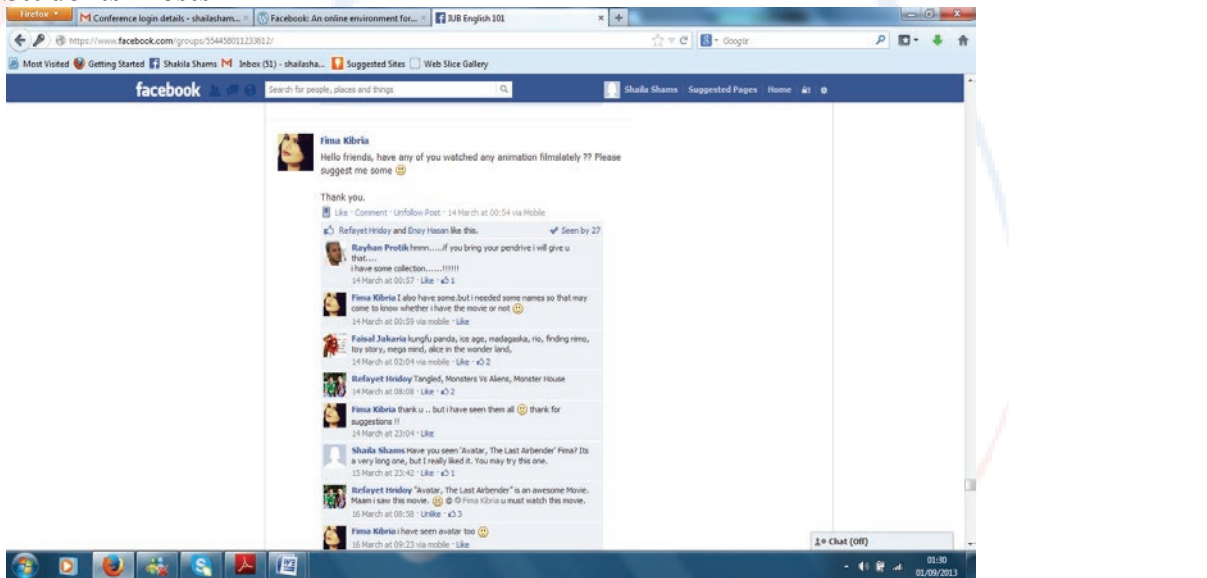 Firefox
Conference login details - shailasham...
Facebook: An online environment for...
IUB English 101
https://www.facebook.com/groups/554458011233612/
Google
Most Visited Getting Started Shakila Shams Inbox (51) - shailasha... Suggested Sites Web Slice Gallery
facebook
Search for people, places and things
Shaila Shams Suggested Pages Home
Fima Kibria
Hello friends, have any of you watched any animation filmslately ?? Please
suggest me some
Thank you.
Like · Comment · Unfollow Post · 14 March at 00:54 via Mobile
Refayet Hridoy and Enoy Hasan like this. Seen by 27
Rayhan Protik hmnn.....if you bring your pendrive i will give u
that....
i have some collection......!!!!!!
14 March at 00:57 · Like · 1
Fima Kibria I also have some.but i needed some names so that may
come to know whether i have the movie or not
14 March at 00:59 via mobile · Like
Faisal Jakaria kungfu panda, ice age, madagaska, rio, finding nimo,
toy story, mega mind, alice in the wonder land,
14 March at 02:04 via mobile · Like · 2
Refayet Hridoy Tangled, Monsters Vs Aliens, Monster House
14 March at 08:08 · Like · 2
Fima Kibria thank u .. but i have seen them all thank for
suggestions !!
14 March at 23:04 · Like
Shaila Shams Have you seen 'Avatar, The Last Airbender' Fima? Its
a very long one, but I really liked it. You may try this one.
15 March at 23:42 · Like · 1
Refayet Hridoy "Avatar, The Last Airbender" is an awesome Movie.
Maam i saw this movie. Fima Kibria u must watch this movie.
16 March at 08:58 · Unlike · 3
Fima Kibria i have seen avatar too
16 March at 09:23 via mobile · Like
Chat (Off)
01:30
01/09/2013